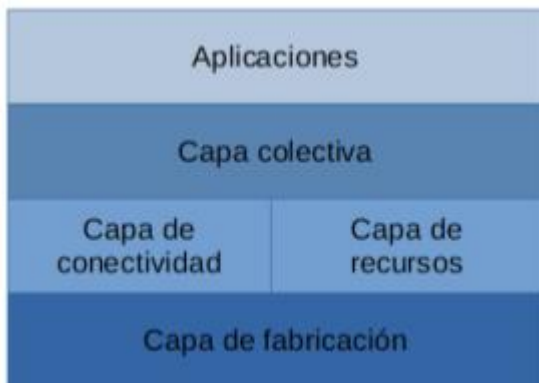 Aplicaciones
Capa colectiva
Capa de
conectividad
Capa de
recursos
Capa de fabricación